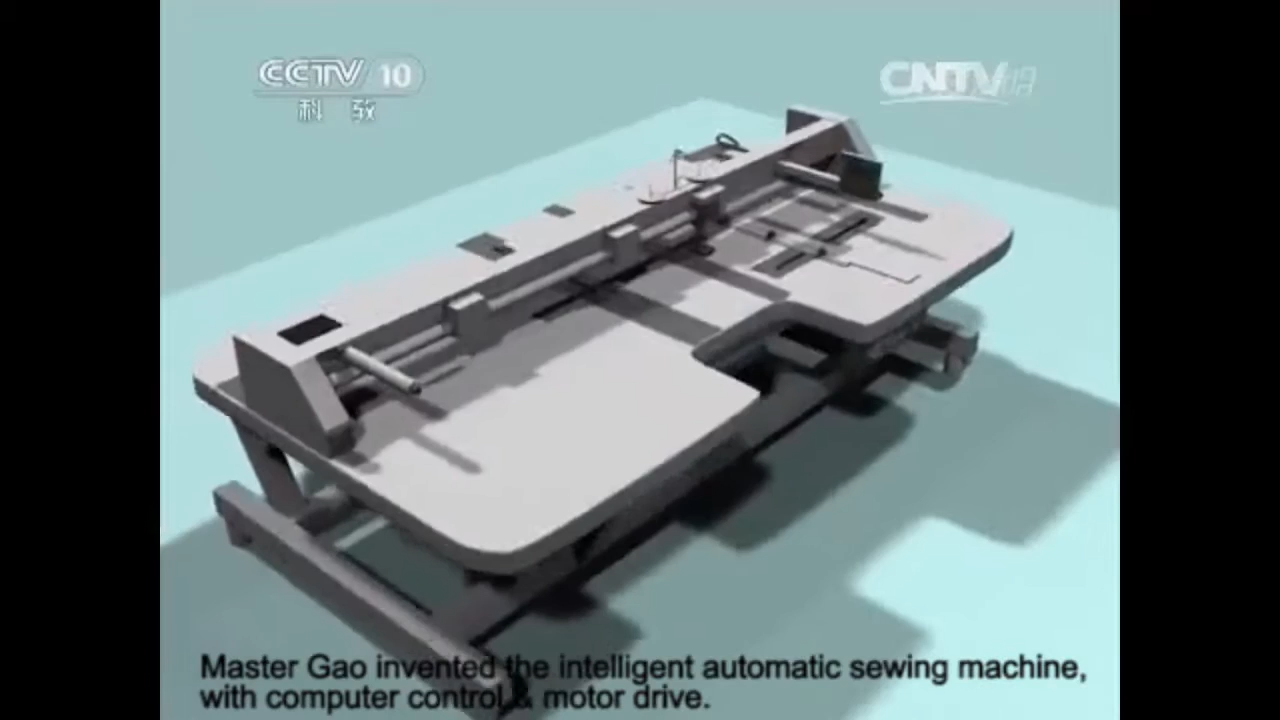 CCTV 10
科 教
CNTV
Master Gao invented the intelligent automatic sewing machine,
with computer control & motor drive.